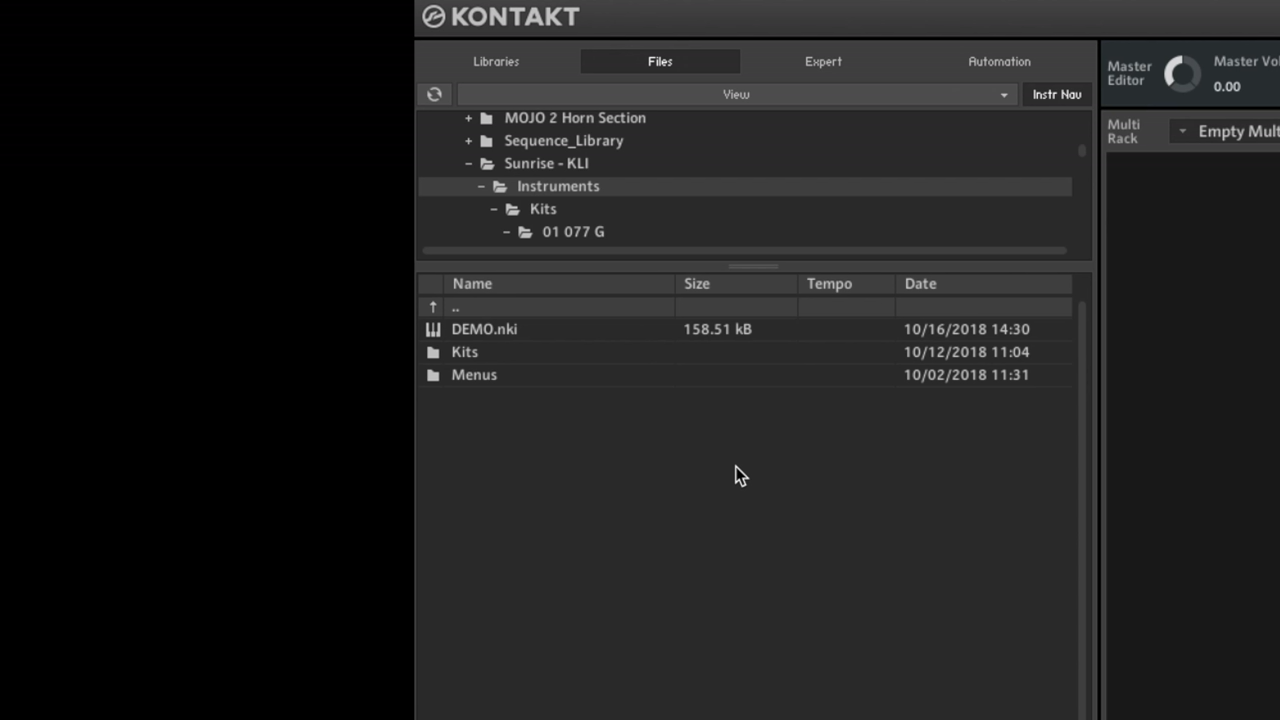 KONTAKT
Libraries Files Expert Automation
View Instr Nav
MOJO 2 Horn Section
Sequence_Library
Sunrise - KLI
Instruments
Kits
01 077 G
Name Size Tempo Date
..
DEMO.nki 158.51 kB 10/16/2018 14:30
Kits 10/12/2018 11:04
Menus 10/02/2018 11:31
Master Editor
Master Vo
0.00
Multi Rack
Empty Mult